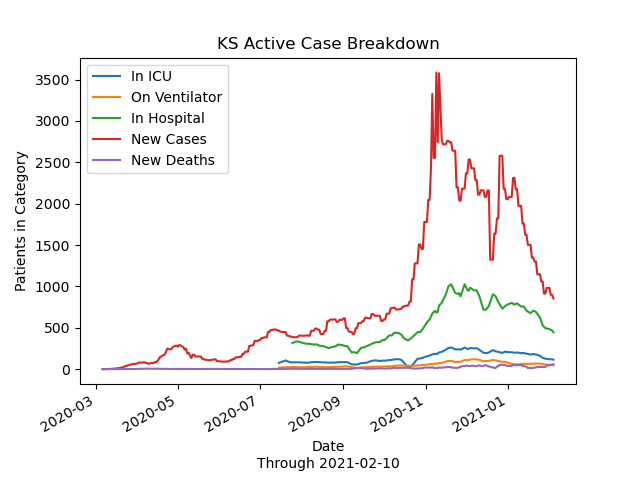 KS Active Case Breakdown
In ICU
On Ventilator
In Hospital
New Cases
New Deaths
Patients in Category
3500
3000
2500
2000
1500
1000
500
0
2020-03
2020-05
2020-07
2020-09
2020-11
2021-01
Date
Through 2021-02-10